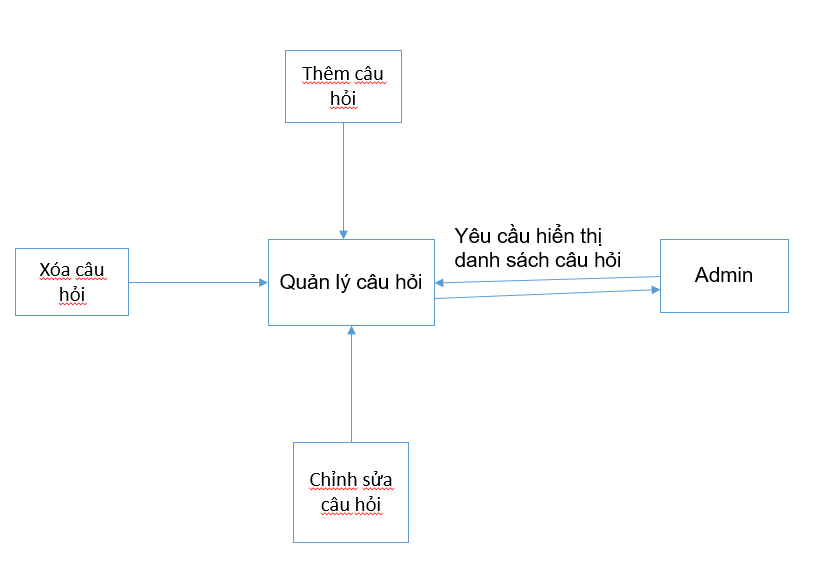 Thêm câu
hỏi
Yêu cầu hiển thị
danh sách câu hỏi
Xóa câu
hỏi
Quản lý câu hỏi
Admin
Chỉnh sửa
câu hỏi